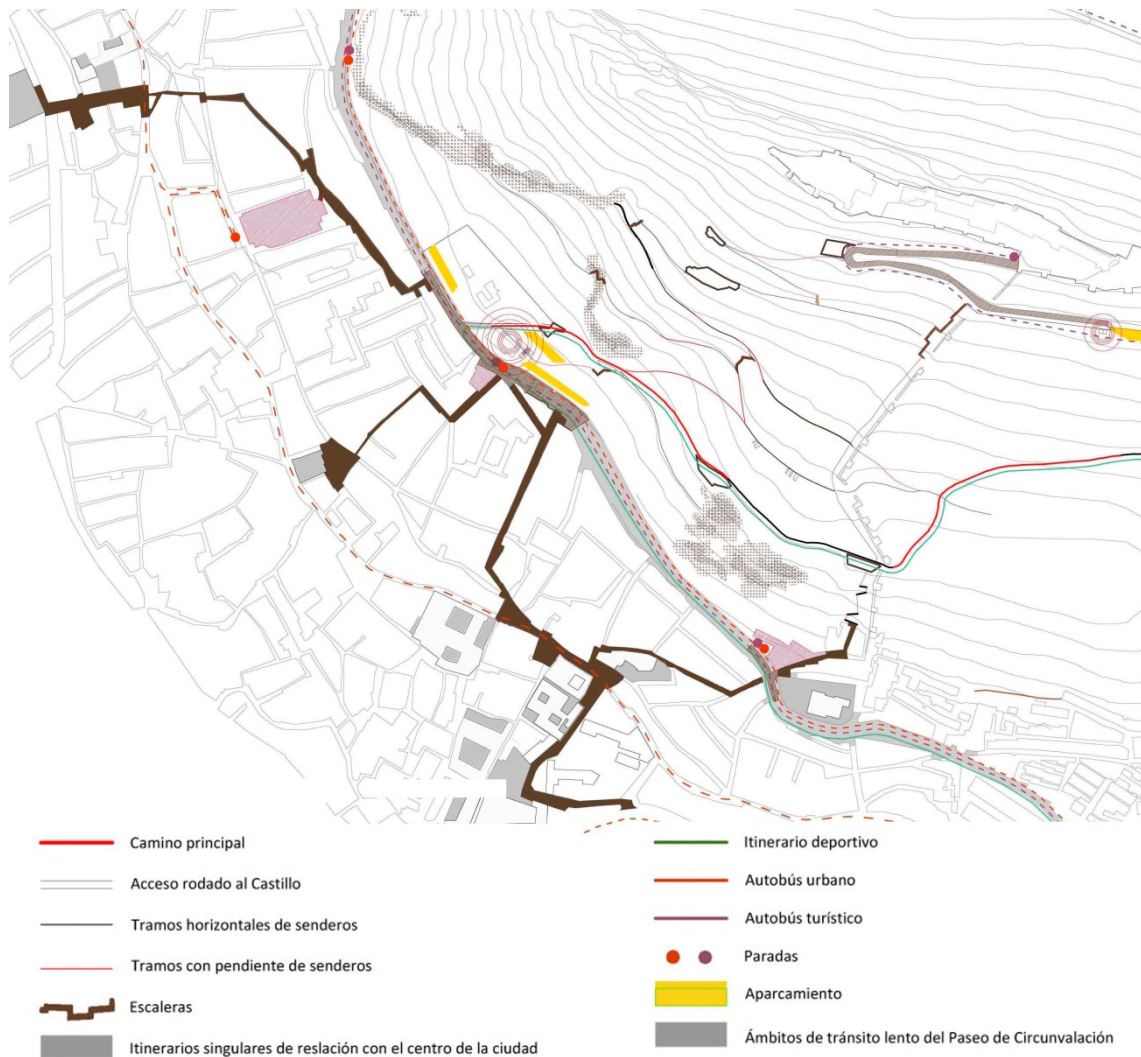 Camino principal
Acceso rodado al Castillo
Tramos horizontales de senderos
Tramos con pendiente de senderos
Escaleras
Itinerarios singulares de reslación con el centro de la ciudad
Itinerario deportivo
Autobús urbano
Autobús turístico
Paradas
Aparcamiento
Ámbitos de tránsito lento del Paseo de Circunvalación